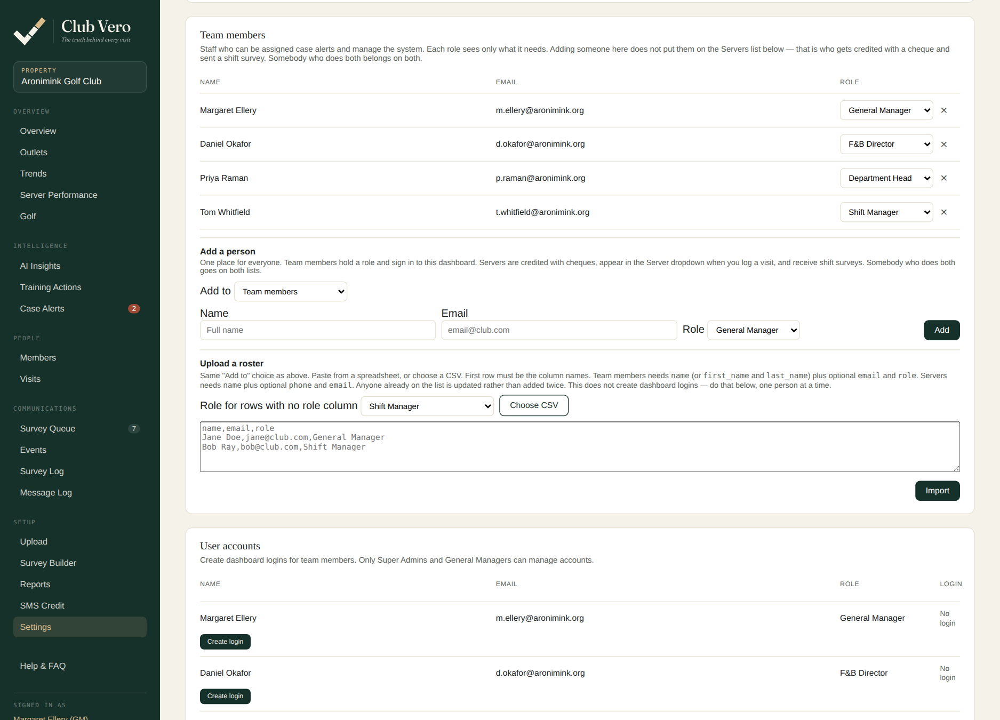 Club Vero
The truth behind every visit
PROPERTY
Aronimink Golf Club
OVERVIEW
Overview
Outlets
Trends
Server Performance
Golf
INTELLIGENCE
AI Insights
Training Actions
Case Alerts 2
PEOPLE
Members
Visits
COMMUNICATIONS
Survey Queue 7
Events
Survey Log
Message Log
SETUP
Upload
Survey Builder
Reports
SMS Credit
Settings
Help & FAQ
SIGNED IN AS
Margaret Ellery (GM)
Team members
Staff who can be assigned case alerts and manage the system. Each role sees only what it needs. Adding someone here does not put them on the Servers list below — that is who gets credited with a cheque and
sent a shift survey. Somebody who does both belongs on both.
NAME EMAIL ROLE
Margaret Ellery m.ellery@aronimink.org General Manager ✕
Daniel Okafor d.okafor@aronimink.org F&B Director ✕
Priya Raman p.raman@aronimink.org Department Head ✕
Tom Whitfield t.whitfield@aronimink.org Shift Manager ✕
Add a person
One place for everyone. Team members hold a role and sign in to this dashboard. Servers are credited with cheques, appear in the Server dropdown when you log a visit, and receive shift surveys. Somebody who does both
goes on both lists.
Add to Team members
Name Email
Full name email@club.com Role General Manager Add
Upload a roster
Same "Add to" choice as above. Paste from a spreadsheet, or choose a CSV. First row must be the column names. Team members needs name (or first_name and last_name) plus optional email and role. Servers
needs name plus optional phone and email. Anyone already on the list is updated rather than added twice. This does not create dashboard logins — do that below, one person at a time.
Role for rows with no role column Shift Manager Choose CSV
name,email,role
Jane Doe,jane@club.com,General Manager
Bob Ray,bob@club.com,Shift Manager
Import
User accounts
Create dashboard logins for team members. Only Super Admins and General Managers can manage accounts.
NAME EMAIL ROLE LOGIN
Margaret Ellery m.ellery@aronimink.org General Manager No login
Create login
Daniel Okafor d.okafor@aronimink.org F&B Director No login
Create login